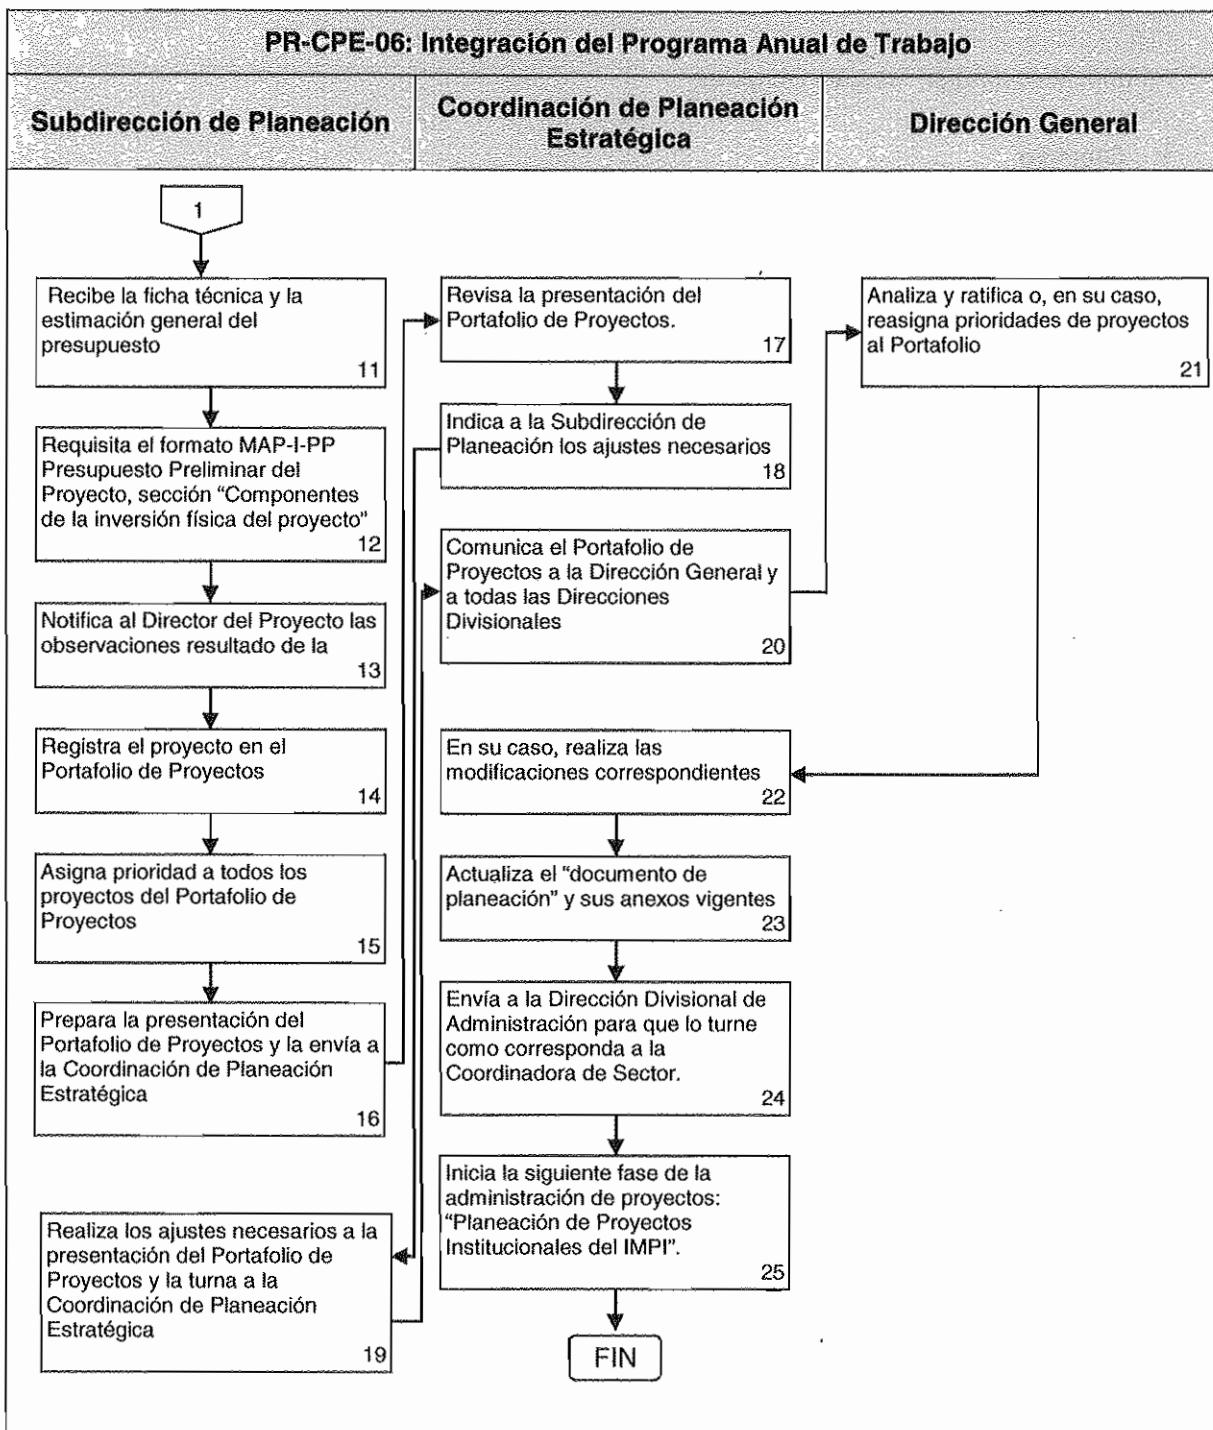 PR-CPE-06: Integración del Programa Anual de Trabajo
Subdirección de Planeación
Coordinación de Planeación
Estratégica
Dirección General
1
Recibe la ficha técnica y la
estimación general del
presupuesto
11
Requisita el formato MAP-I-PP
Presupuesto Preliminar del
Proyecto, sección “Componentes
de la inversión física del proyecto”
12
Notifica al Director del Proyecto las
observaciones resultado de la
13
Registra el proyecto en el
Portafolio de Proyectos
14
Asigna prioridad a todos los
proyectos del Portafolio de
Proyectos
15
Prepara la presentación del
Portafolio de Proyectos y la envía a
la Coordinación de Planeación
Estratégica
16
Revisa la presentación del
Portafolio de Proyectos.
17
Indica a la Subdirección de
Planeación los ajustes necesarios
18
Realiza los ajustes necesarios a la
presentación del Portafolio de
Proyectos y la turna a la
Coordinación de Planeación
Estratégica
19
Comunica el Portafolio de
Proyectos a la Dirección General y
a todas las Direcciones
Divisionales
20
Analiza y ratifica o, en su caso,
reasigna prioridades de proyectos
al Portafolio
21
En su caso, realiza las
modificaciones correspondientes
22
Actualiza el “documento de
planeación” y sus anexos vigentes
23
Envía a la Dirección Divisional de
Administración para que lo turne
como corresponda a la
Coordinadora de Sector.
24
Inicia la siguiente fase de la
administración de proyectos:
“Planeación de Proyectos
Institucionales del IMPI”.
25
FIN